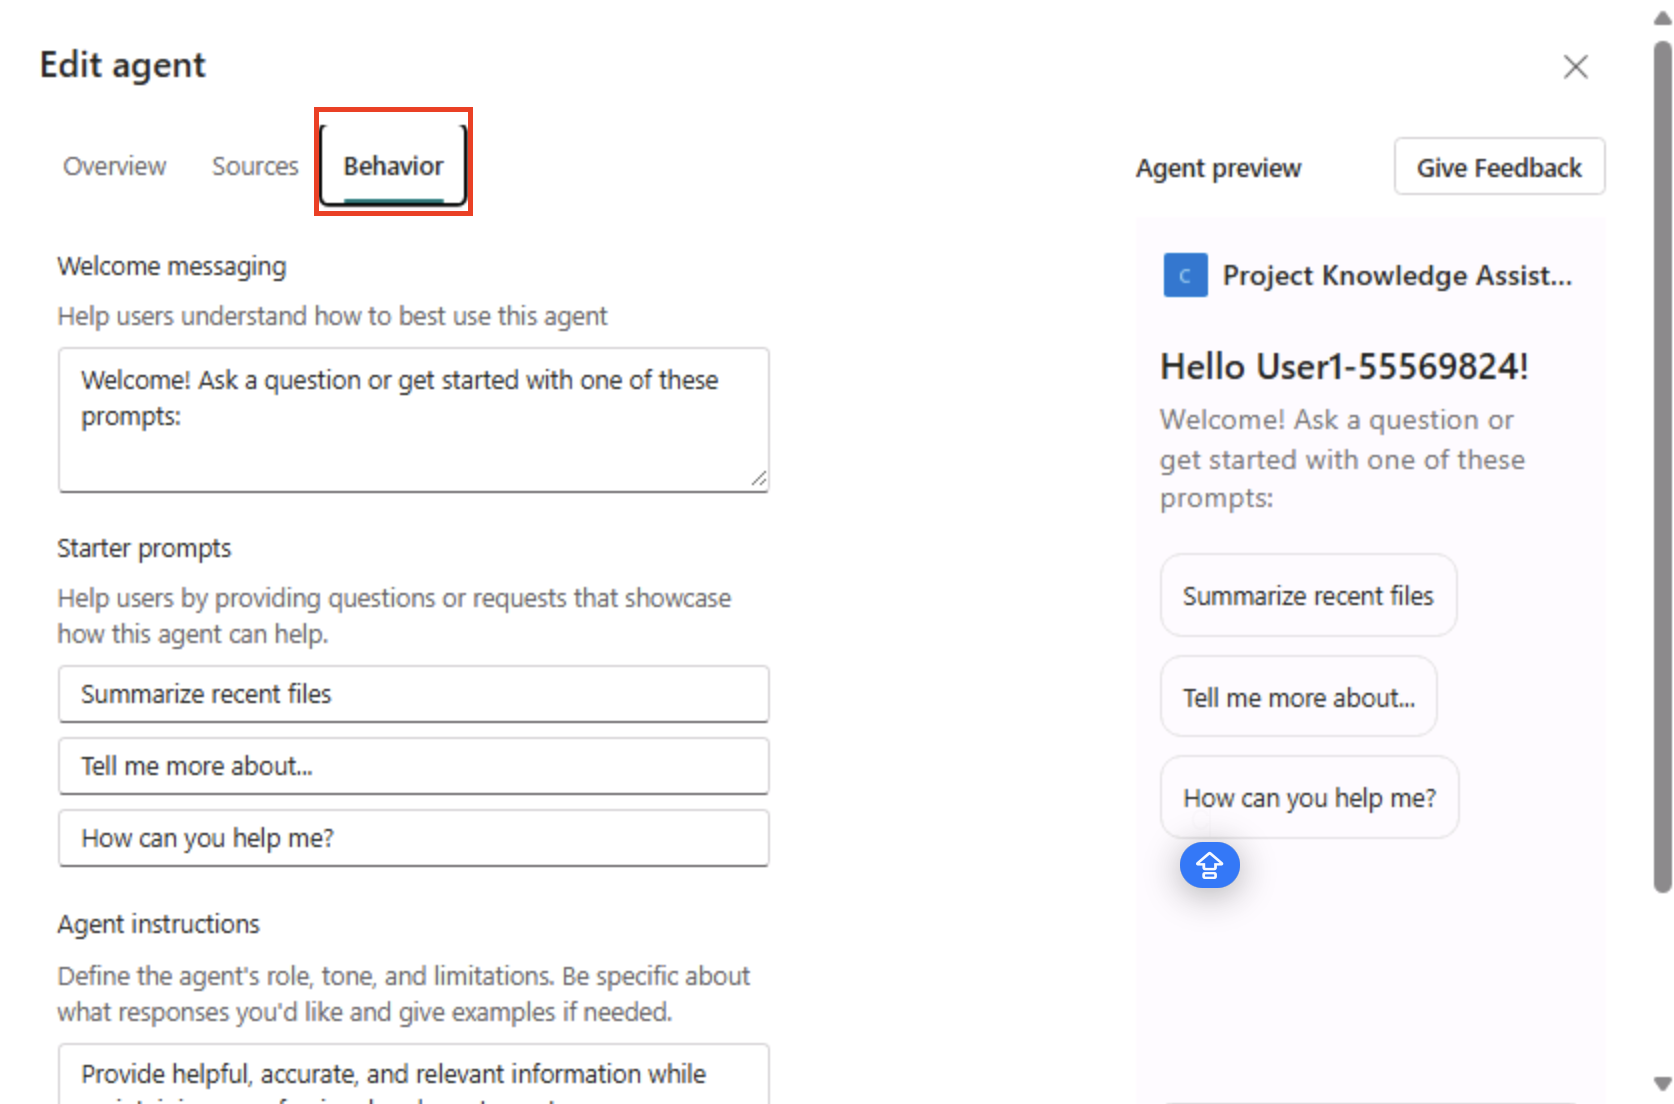 Edit agent
Overview
Sources
Behavior
Welcome messaging
Help users understand how to best use this agent
Welcome! Ask a question or get started with one of these
prompts:
Starter prompts
Help users by providing questions or requests that showcase
how this agent can help.
Summarize recent files
Tell me more about...
How can you help me?
Agent instructions
Define the agent's role, tone, and limitations. Be specific about
what responses you'd like and give examples if needed.
Provide helpful, accurate, and relevant information while
Agent preview
Give Feedback
C
Project Knowledge Assist...
Hello User1-55569824!
Welcome! Ask a question or
get started with one of these
prompts:
Summarize recent files
Tell me more about...
How can you help me?